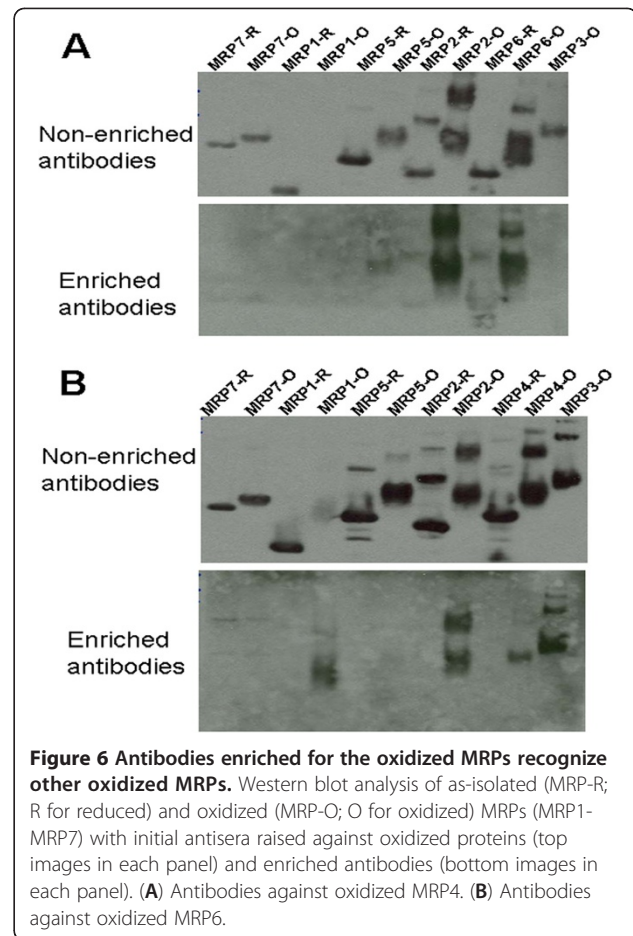 A
MRP7-R MRP7-O MRP1-R MRP1-O MRP5-R MRP5-O MRP2-R MRP2-O MRP6-R MRP6-O MRP3-O
Non-enriched
antibodies
Enriched
antibodies
B
MRP7-R MRP7-O MRP1-R MRP1-O MRP5-R MRP5-O MRP2-R MRP2-O MRP4-R MRP4-O MRP3-O
Non-enriched
antibodies
Enriched
antibodies
Figure 6 Antibodies enriched for the oxidized MRPs recognize
other oxidized MRPs. Western blot analysis of as-isolated (MRP-R;
R for reduced) and oxidized (MRP-O; O for oxidized) MRPs (MRP1-
MRP7) with initial antisera raised against oxidized proteins (top
images in each panel) and enriched antibodies (bottom images in
each panel). (A) Antibodies against oxidized MRP4. (B) Antibodies
against oxidized MRP6.